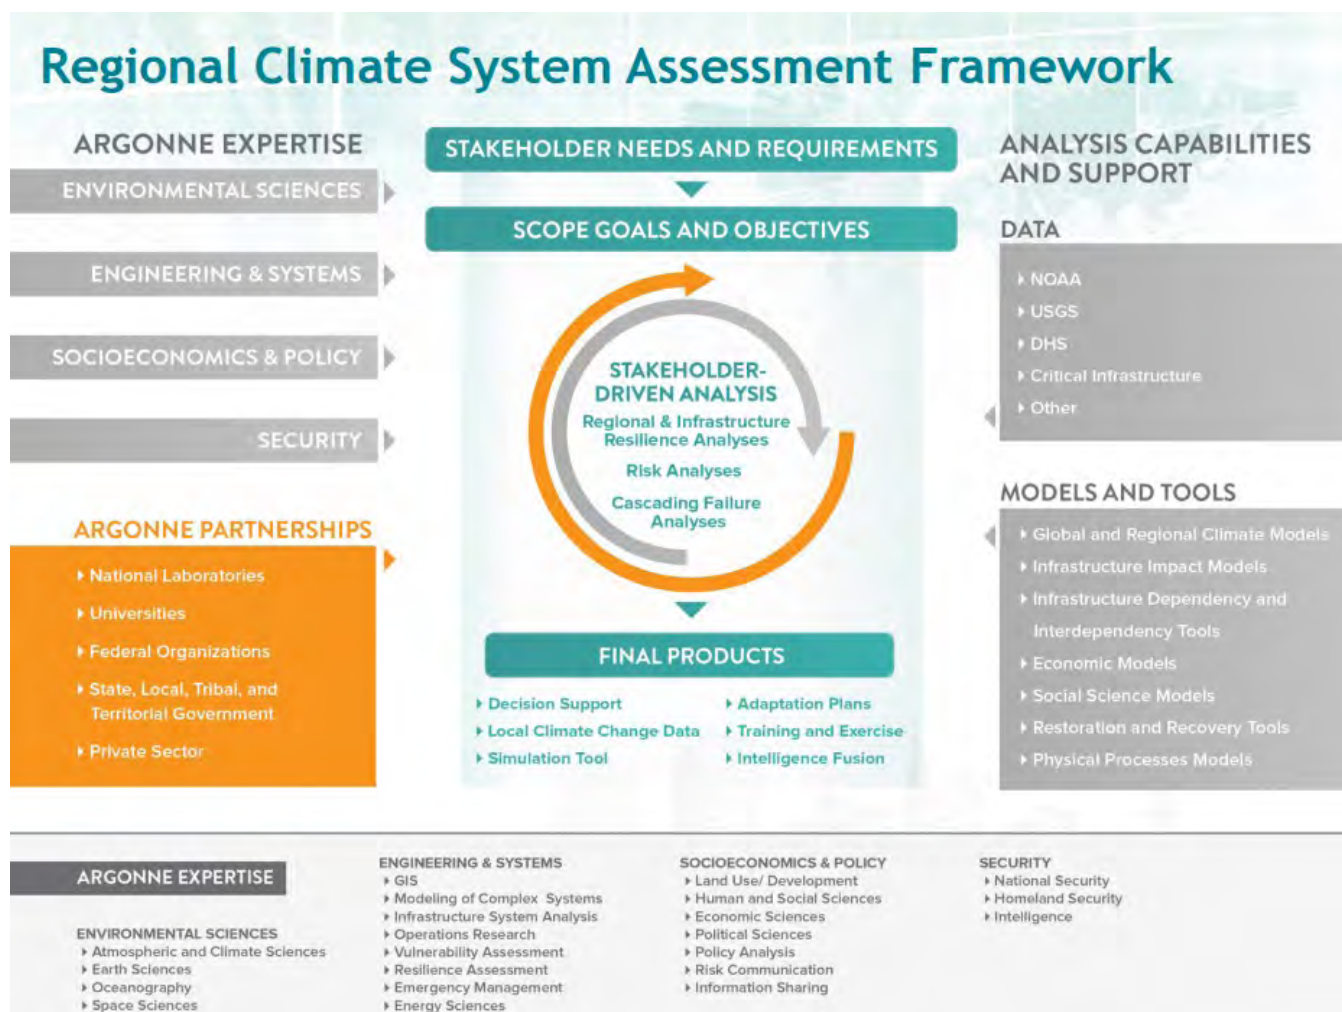 Regional Climate System Assessment Framework
ARGONNE EXPERTISE
ENVIRONMENTAL SCIENCES
ENGINEERING & SYSTEMS
SOCIOECONOMICS & POLICY
SECURITY
ARGONNE PARTNERSHIPS
National Laboratories
Universities
Federal Organizations
State, Local, Tribal, and
Territorial Government
Private Sector
STAKEHOLDER NEEDS AND REQUIREMENTS
SCOPE GOALS AND OBJECTIVES
STAKEHOLDER-
DRIVEN ANALYSIS
Regional & Infrastructure
Resilience Analyses
Risk Analyses
Cascading Failure
Analyses
FINAL PRODUCTS
Decision Support
Local Climate Change Data
Simulation Tool
Adaptation Plans
Training and Exercise
Intelligence Fusion
ANALYSIS CAPABILITIES
AND SUPPORT
DATA
NOAA
USGS
DHS
Critical Infrastructure
Other
MODELS AND TOOLS
Global and Regional Climate Models
Infrastructure Impact Models
Infrastructure Dependency and
Interdependency Tools
Economic Models
Social Science Models
Restoration and Recovery Tools
Physical Processes Models
ARGONNE EXPERTISE
ENVIRONMENTAL SCIENCES
Atmospheric and Climate Sciences
Earth Sciences
Oceanography
Space Sciences
ENGINEERING & SYSTEMS
GIS
Modeling of Complex Systems
Infrastructure System Analysis
Operations Research
Vulnerability Assessment
Resilience Assessment
Emergency Management
Energy Sciences
SOCIOECONOMICS & POLICY
Land Use/ Development
Human and Social Sciences
Economic Sciences
Political Sciences
Policy Analysis
Risk Communication
Information Sharing
SECURITY
National Security
Homeland Security
Intelligence